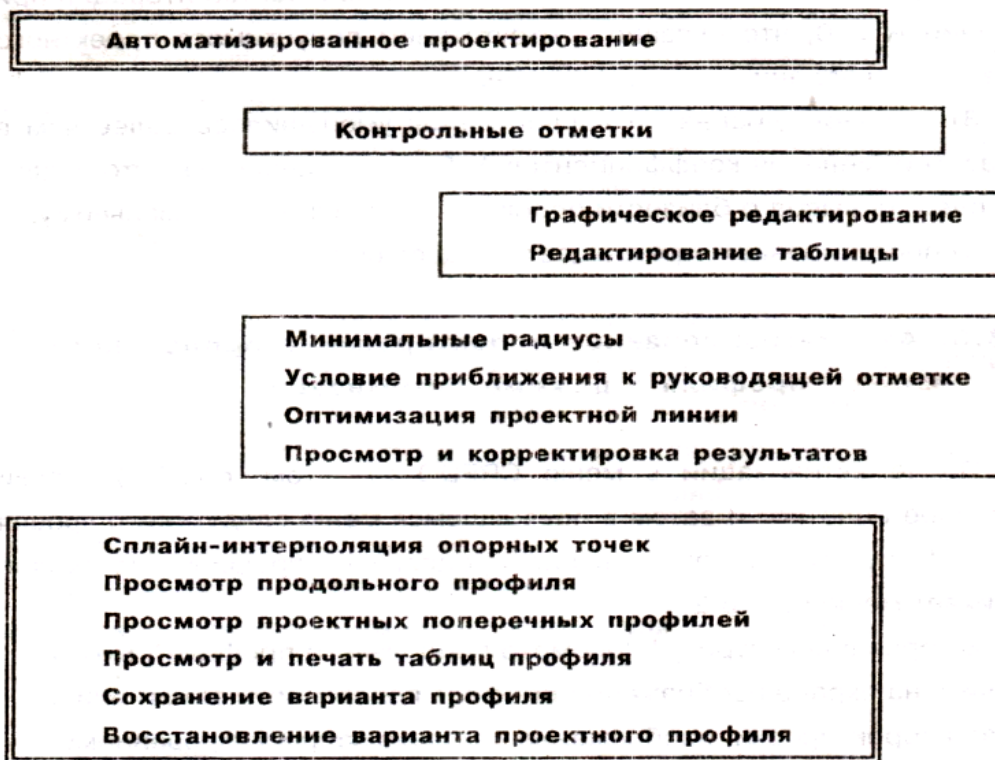 Автоматизированное проектирование
Контрольные отметки
Графическое редактирование
Редактирование таблицы
Минимальные радиусы
Условие приближения к руководящей отметке
Оптимизация проектной линии
Просмотр и корректировка результатов
Сплайн-интерполяция опорных точек
Просмотр продольного профиля
Просмотр проектных поперечных профилей
Просмотр и печать таблиц профиля
Сохранение варианта профиля
Восстановление варианта проектного профиля